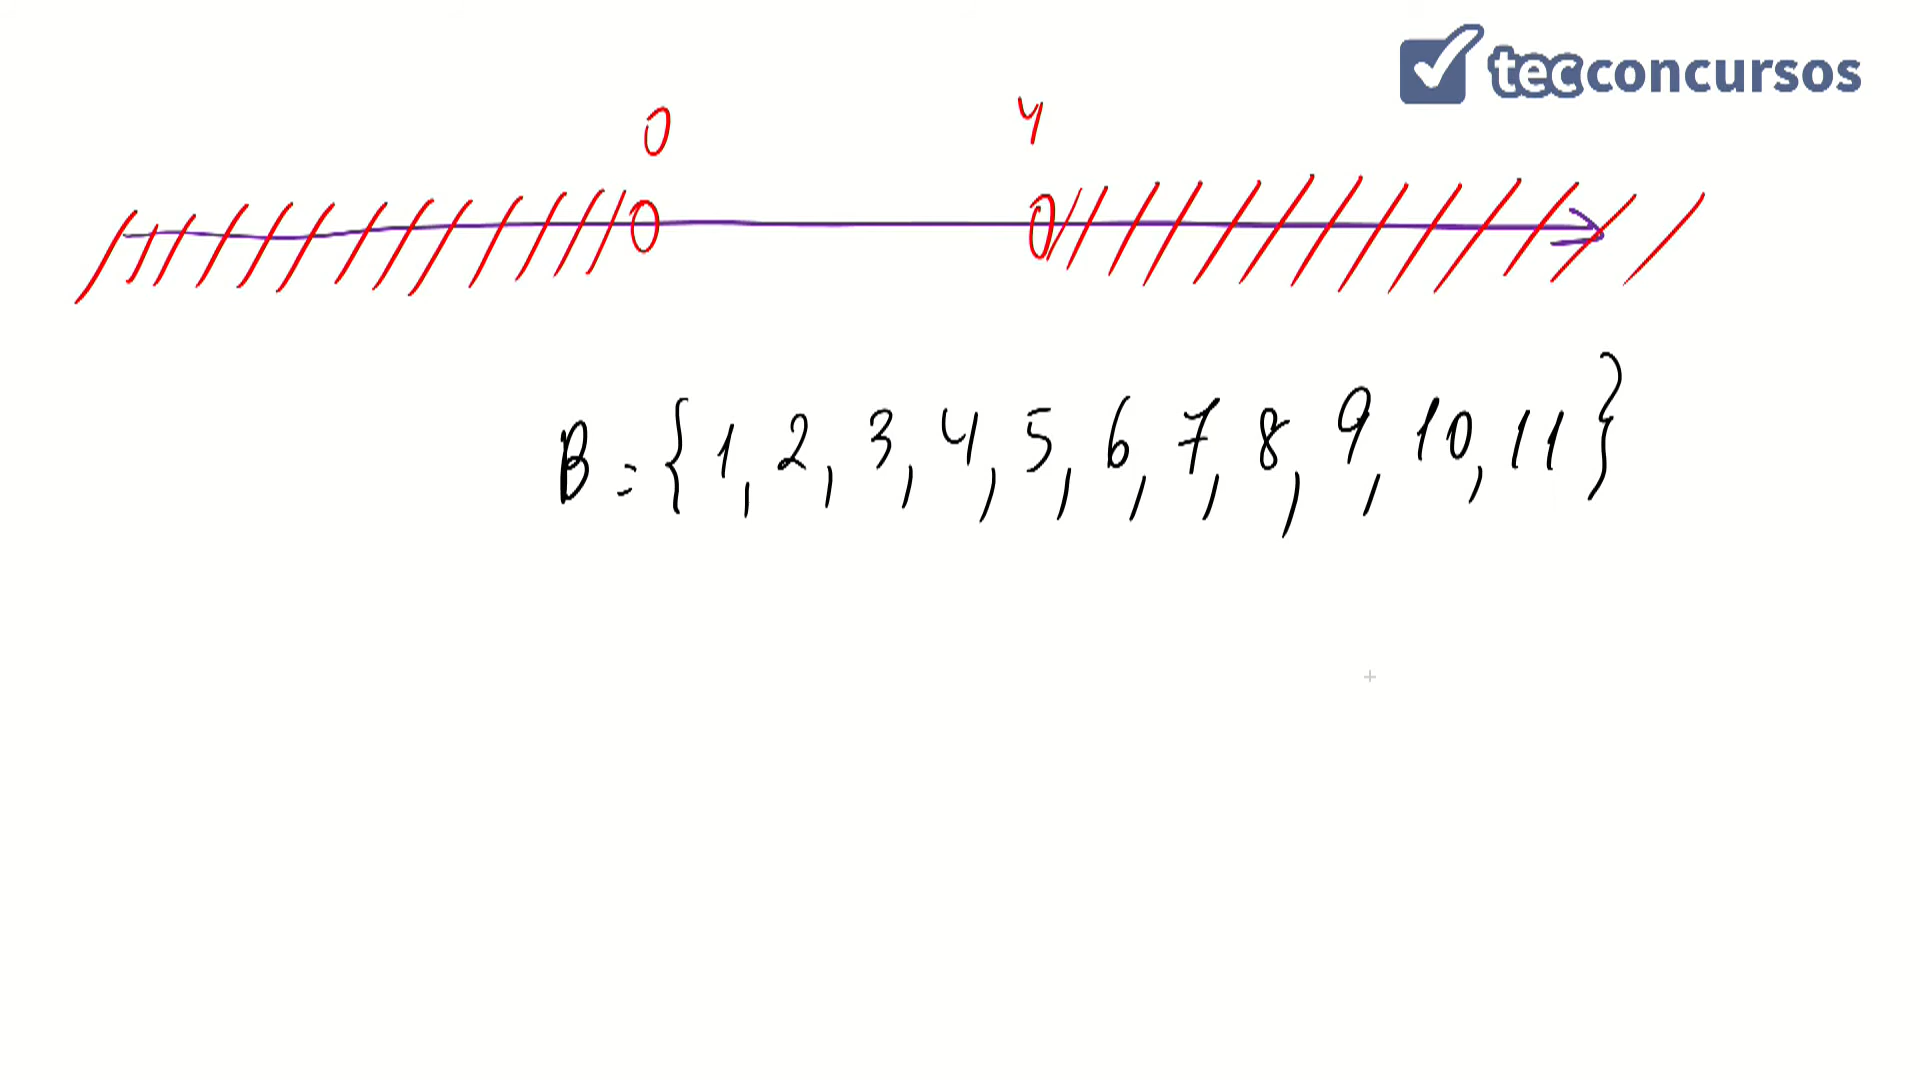 tecconcursos
0 4
B = {1, 2, 3, 4, 5, 6, 7, 8, 9, 10, 11}